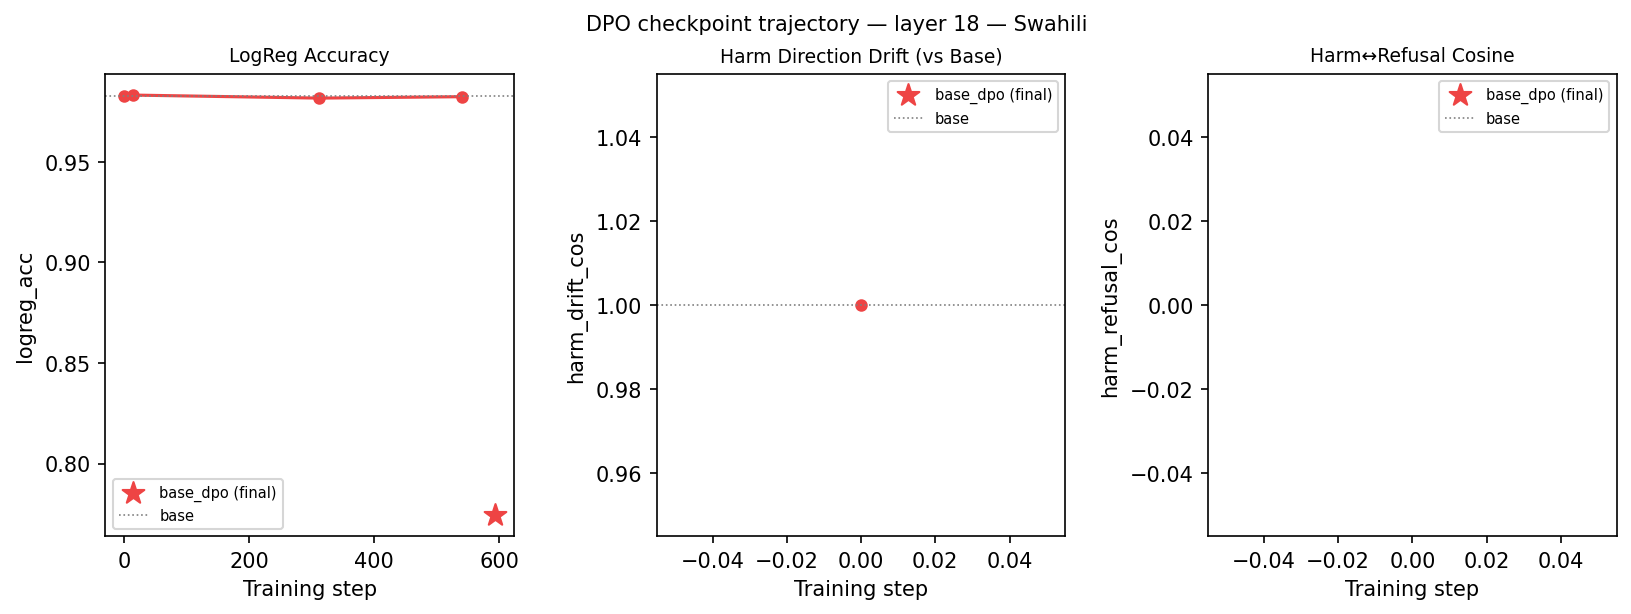 DPO checkpoint trajectory — layer 18 — Swahili
LogReg Accuracy
logreg_acc
0.95
0.90
0.85
0.80
base_dpo (final)
base
0
200
400
600
Training step
Harm Direction Drift (vs Base)
harm_drift_cos
1.04
1.02
1.00
0.98
0.96
base_dpo (final)
base
−0.04
−0.02
0.00
0.02
0.04
Training step
Harm↔Refusal Cosine
harm_refusal_cos
0.04
0.02
0.00
−0.02
−0.04
base_dpo (final)
base
−0.04
−0.02
0.00
0.02
0.04
Training step